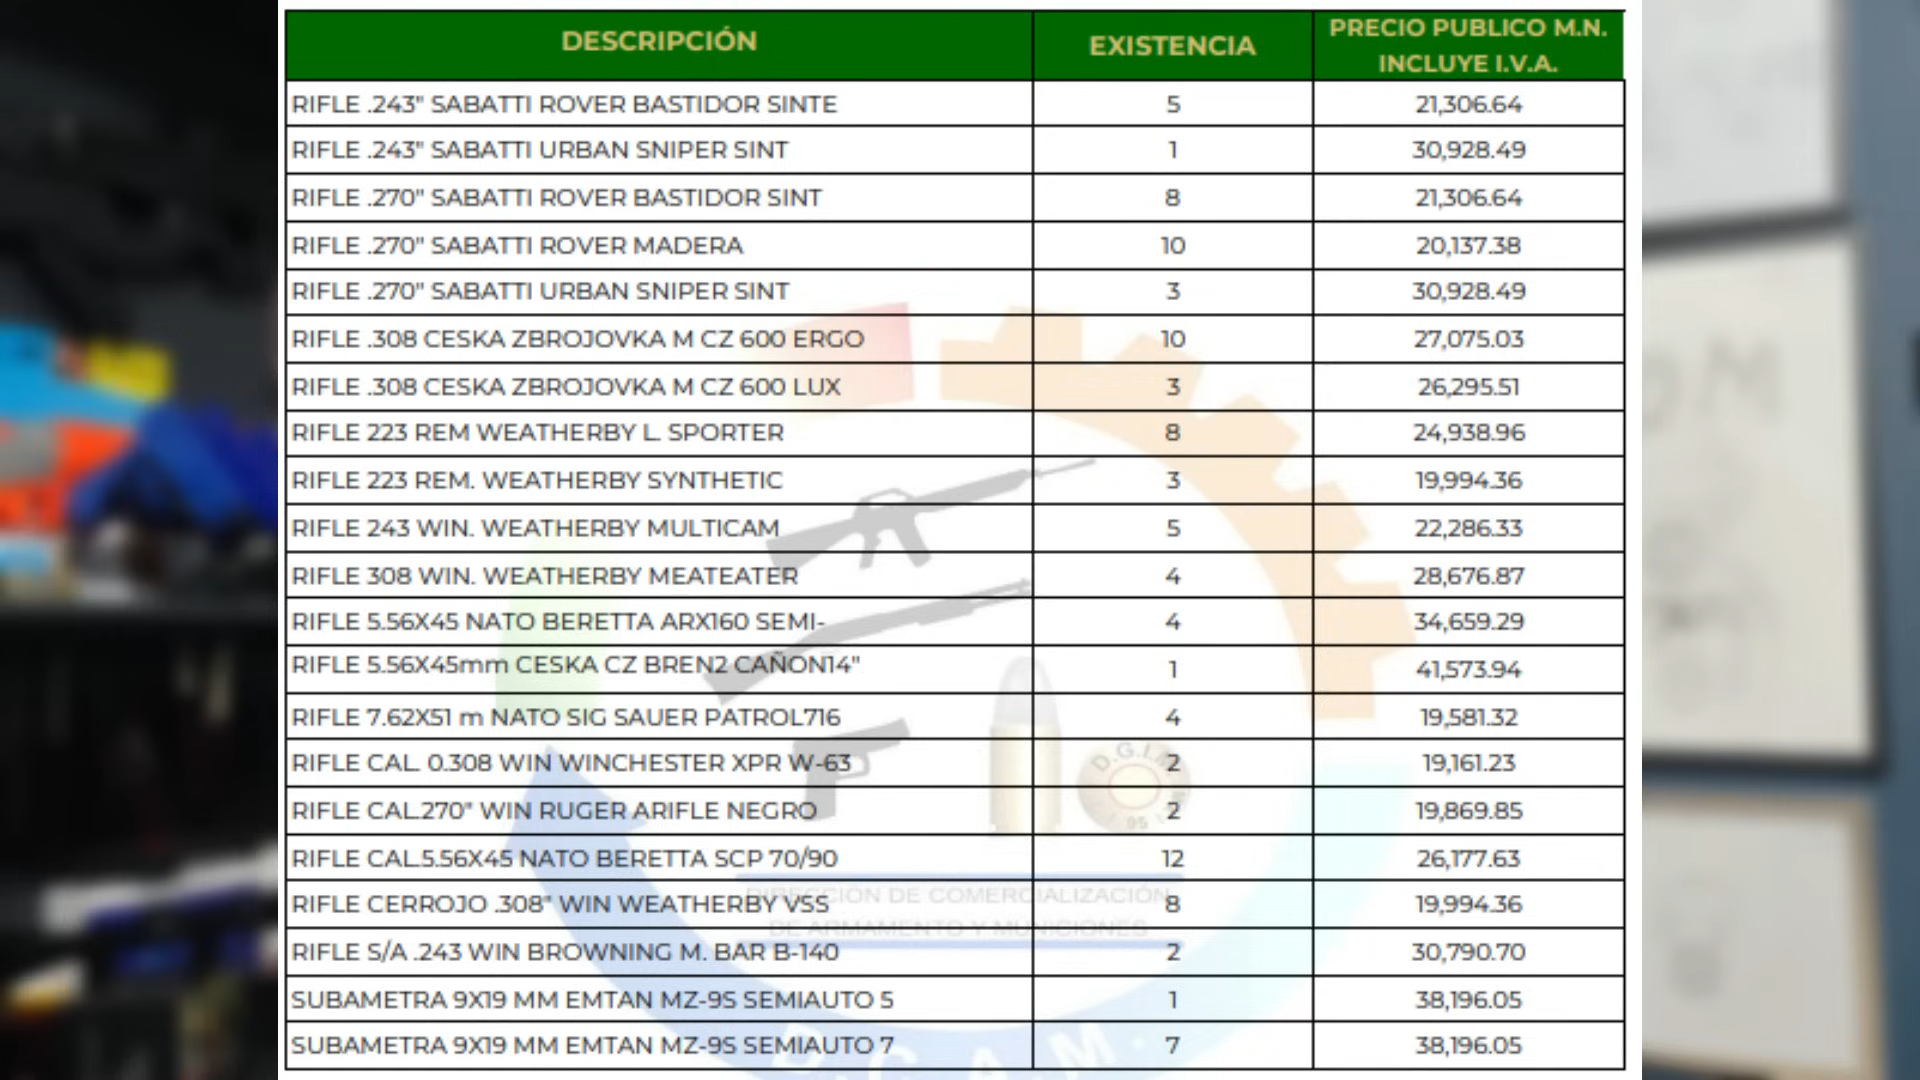 DESCRIPCIÓN EXISTENCIA PRECIO PUBLICO M.N. INCLUYE I.V.A.
RIFLE .243" SABATTI ROVER BASTIDOR SINTE 5 21,306.64
RIFLE .243" SABATTI URBAN SNIPER SINT 1 30,928.49
RIFLE .270" SABATTI ROVER BASTIDOR SINT 8 21,306.64
RIFLE .270" SABATTI ROVER MADERA 10 20,137.38
RIFLE .270" SABATTI URBAN SNIPER SINT 3 30,928.49
RIFLE .308 CESKA ZBROJOVKA M CZ 600 ERGO 10 27,075.03
RIFLE .308 CESKA ZBROJOVKA M CZ 600 LUX 3 26,295.51
RIFLE 223 REM WEATHERBY L. SPORTER 8 24,938.96
RIFLE 223 REM. WEATHERBY SYNTHETIC 3 19,994.36
RIFLE 243 WIN. WEATHERBY MULTICAM 5 22,286.33
RIFLE 308 WIN. WEATHERBY MEATEATER 4 28,676.87
RIFLE 5.56X45 NATO BERETTA ARX160 SEMI- 4 34,659.29
RIFLE 5.56X45mm CESKA CZ BREN2 CAÑON14" 1 41,573.94
RIFLE 7.62X51 m NATO SIG SAUER PATROL716 4 19,581.32
RIFLE CAL. 0.308 WIN WINCHESTER XPR W-63 2 19,161.23
RIFLE CAL.270" WIN RUGER ARIFLE NEGRO 2 19,869.85
RIFLE CAL.5.56X45 NATO BERETTA SCP 70/90 12 26,177.63
RIFLE CERROJO .308" WIN WEATHERBY VSS 8 19,994.36
RIFLE S/A .243 WIN BROWNING M. BAR B-140 2 30,790.70
SUBAMETRA 9X19 MM EMTAN MZ-9S SEMIAUTO 5 1 38,196.05
SUBAMETRA 9X19 MM EMTAN MZ-9S SEMIAUTO 7 7 38,196.05
DIRECCIÓN DE COMERCIALIZACIÓN
DE ARMAMENTO Y MUNICIONES
D.C.A.M.